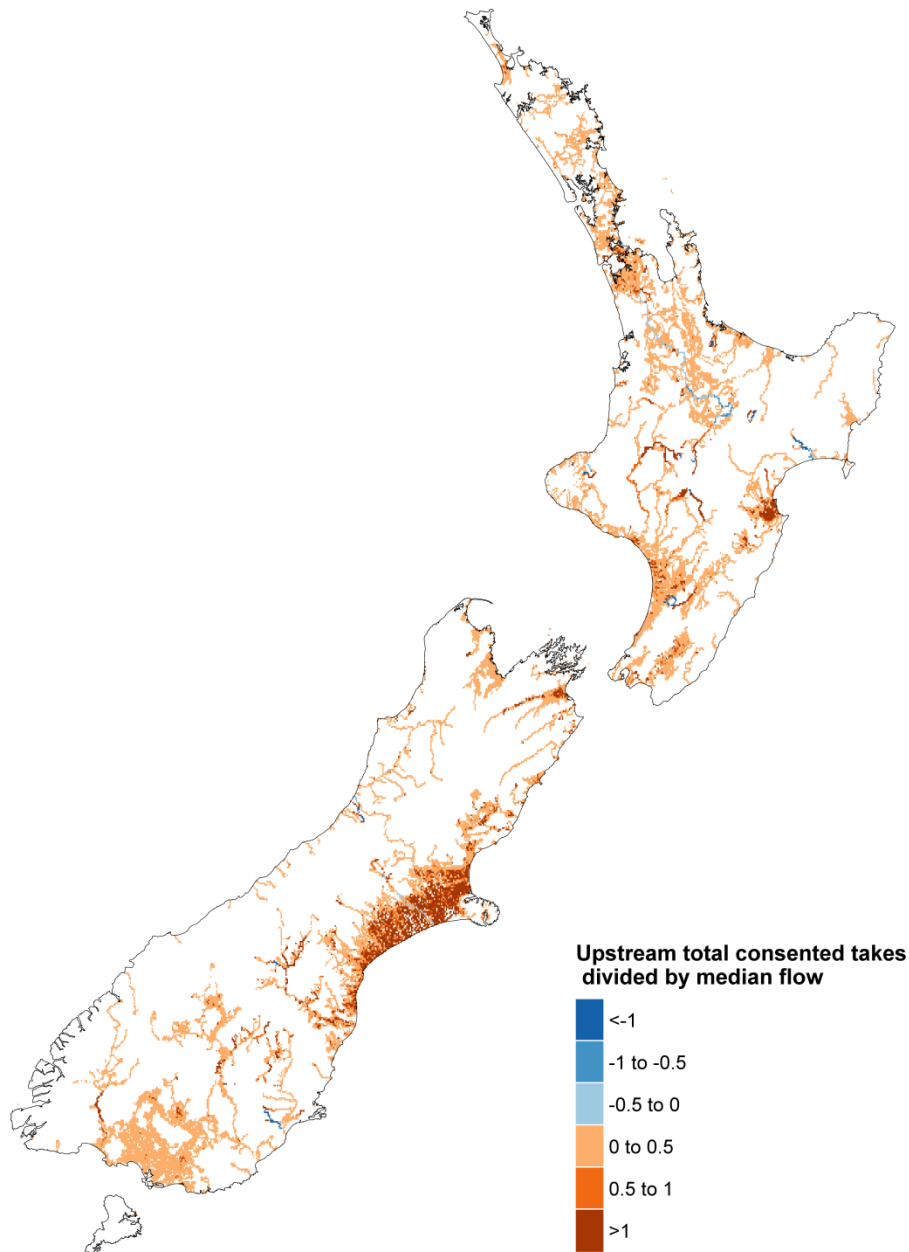 Upstream total consented takes
divided by median flow
<-1
-1 to -0.5
-0.5 to 0
0 to 0.5
0.5 to 1
>1